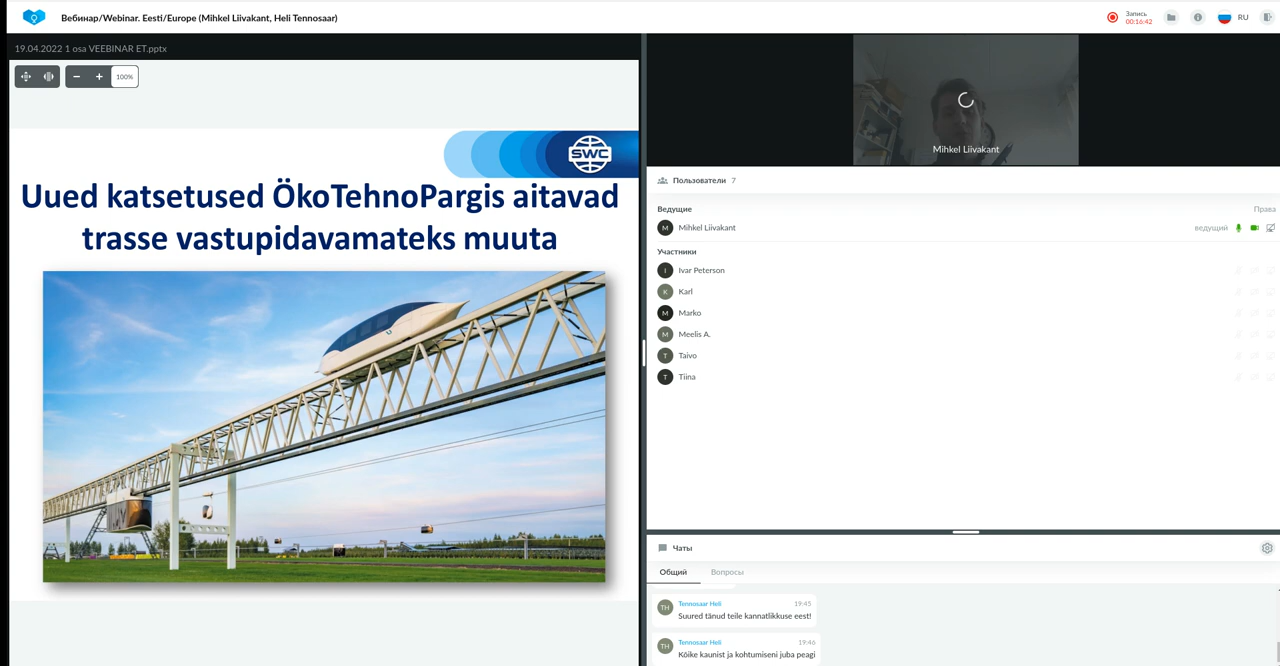 Вебинар/Webinar. Eesti/Europe (Mihkel Liivakant, Heli Tennosaar)
Запись
00:16:42
RU
19.04.2022 1 osa VEEBINAR ET.pptx
100%
SWC
Uued katsetused ÖkoTehnoPargis aitavad
trasse vastupidavamateks muuta
Mihkel Liivakant
Пользователи 7
Ведущие
Права
M Mihkel Liivakant
ведущий
Участники
I Ivar Peterson
K Karl
M Marko
M Meelis A.
T Taivo
T Tiina
Чаты
Общий
Вопросы
TH Tennosaar Heli 19:45
Suured tänud teile kannatlikkuse eest!
TH Tennosaar Heli 19:46
Kõike kaunist ja kohtumiseni juba peagi